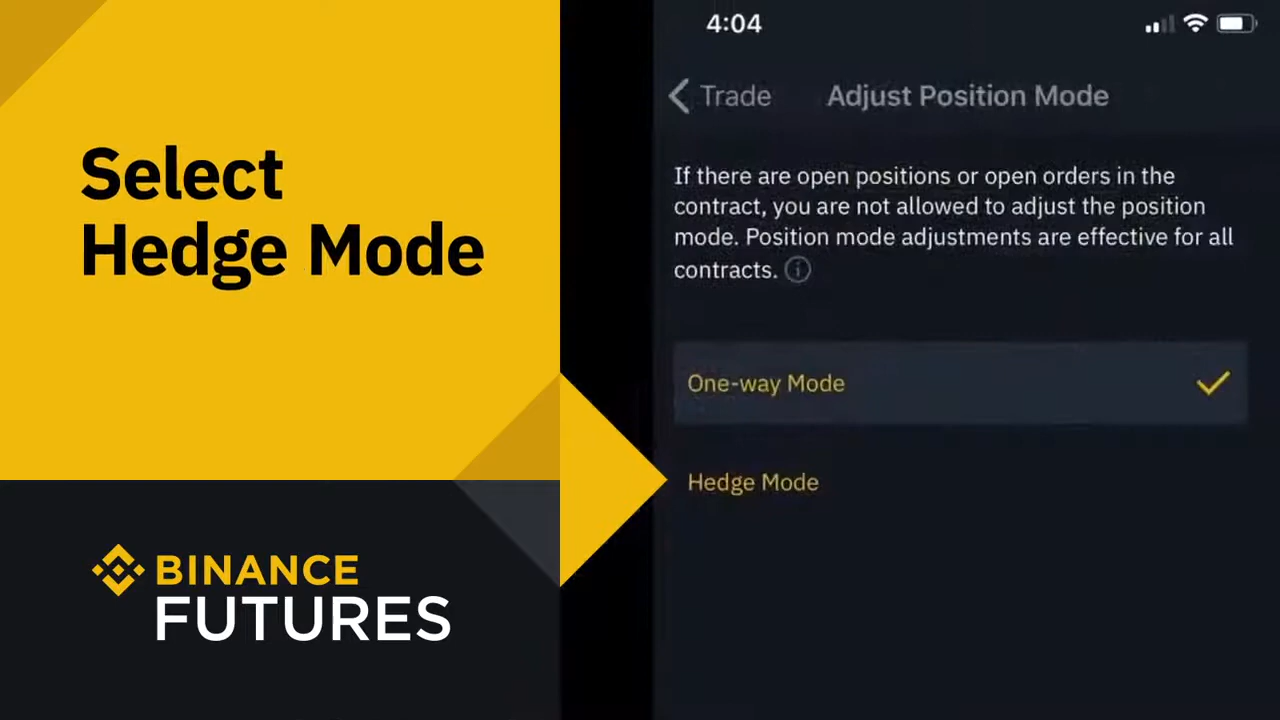 Select
Hedge Mode
BINANCE
FUTURES
4:04
Trade
Adjust Position Mode
If there are open positions or open orders in the
contract, you are not allowed to adjust the position
mode. Position mode adjustments are effective for all
contracts.
One-way Mode
Hedge Mode